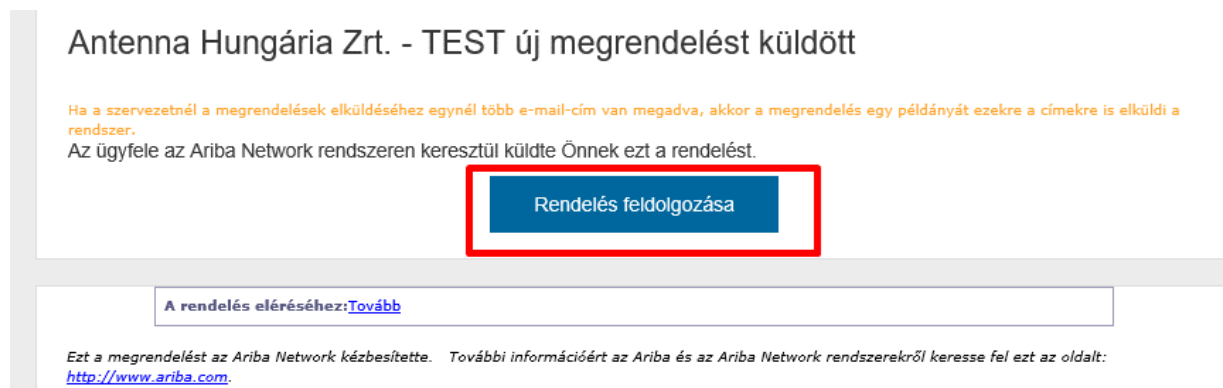 Antenna Hungária Zrt. - TEST új megrendelést küldött
Ha a szervezetnél a megrendelések elküldéséhez egynél több e-mail-cím van megadva, akkor a megrendelés egy példányát ezekre a címekre is elküldi a
rendszer.
Az ügyfele az Ariba Network rendszeren keresztül küldte Önnek ezt a rendelést.
Rendelés feldolgozása
A rendelés eléréséhez:Tovább
Ezt a megrendelést az Ariba Network kézbesítette.  További információért az Ariba és az Ariba Network rendszerekről keresse fel ezt az oldalt:
http://www.ariba.com.